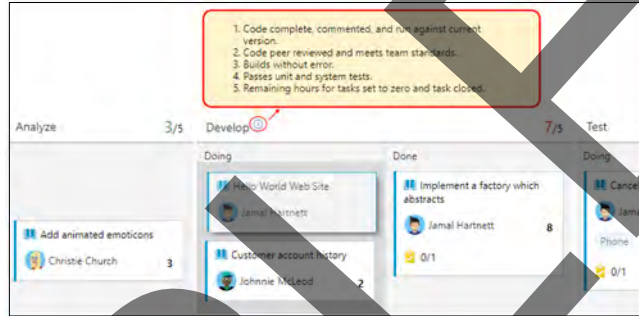 1. Code complete, commented, and run against current
version.
2. Code peer reviewed and meets team standards.
3. Builds without error.
4. Passes unit and system tests.
5. Remaining hours for tasks set to zero and task closed.
Analyze 3/5 Develop 7/5 Test
Doing Done Doing
Hello World Web Site
Jamal Hartnett
Implement a factory which
abstracts
Jamal Hartnett 8
0/1
Cancel
Jama
Phone
0/1
Add animated emoticons
Christie Church 3
Customer account history
Johnnie McLeod 2